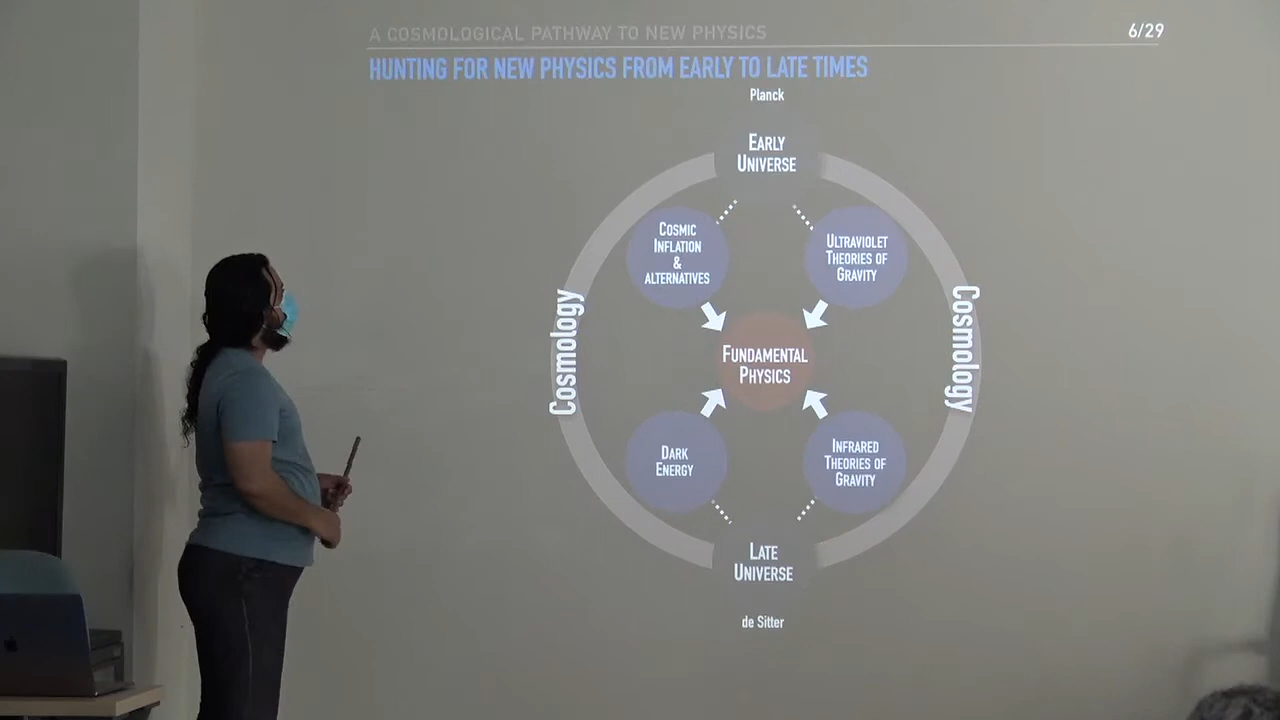 A COSMOLOGICAL PATHWAY TO NEW PHYSICS
6/29
HUNTING FOR NEW PHYSICS FROM EARLY TO LATE TIMES
Planck
EARLY
UNIVERSE
COSMIC
INFLATION
&
ALTERNATIVES
ULTRAVIOLET
THEORIES OF
GRAVITY
Cosmology
FUNDAMENTAL
PHYSICS
Cosmology
DARK
ENERGY
INFRARED
THEORIES OF
GRAVITY
LATE
UNIVERSE
de Sitter